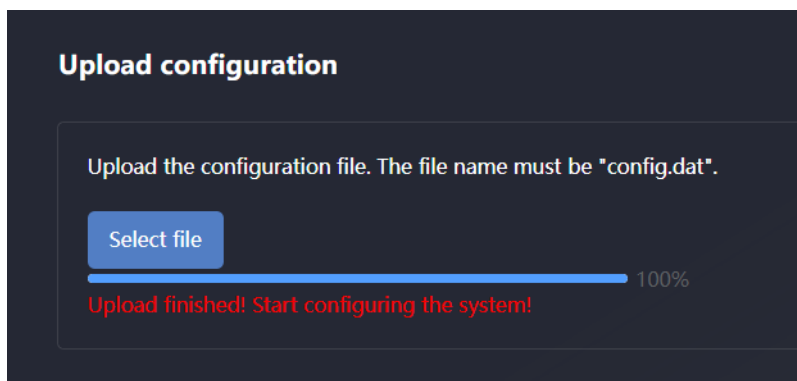 Upload configuration
Upload the configuration file. The file name must be "config.dat".
Select file
100%
Upload finished! Start configuring the system!